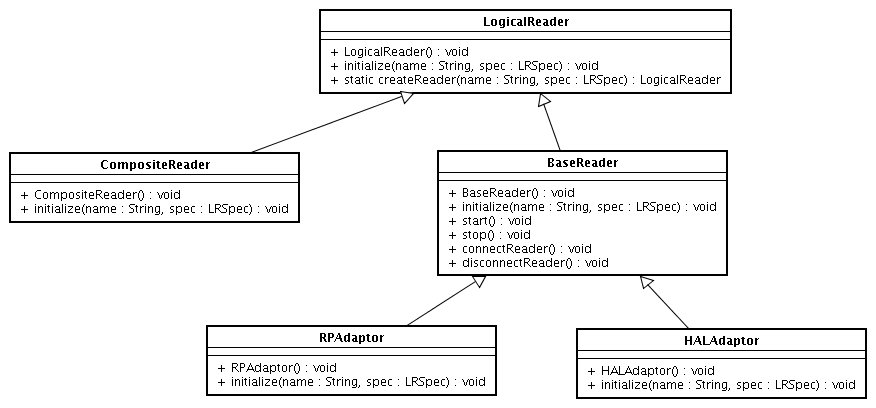 LogicalReader
+ LogicalReader() : void
+ initialize(name : String, spec : LRSpec) : void
+ static createReader(name : String, spec : LRSpec) : LogicalReader
CompositeReader
+ CompositeReader() : void
+ initialize(name : String, spec : LRSpec) : void
BaseReader
+ BaseReader() : void
+ initialize(name : String, spec : LRSpec) : void
+ start() : void
+ stop() : void
+ connectReader() : void
+ disconnectReader() : void
RPAdaptor
+ RPAdaptor() : void
+ initialize(name : String, spec : LRSpec) : void
HALAdaptor
+ HALAdaptor() : void
+ initialize(name : String, spec : LRSpec) : void